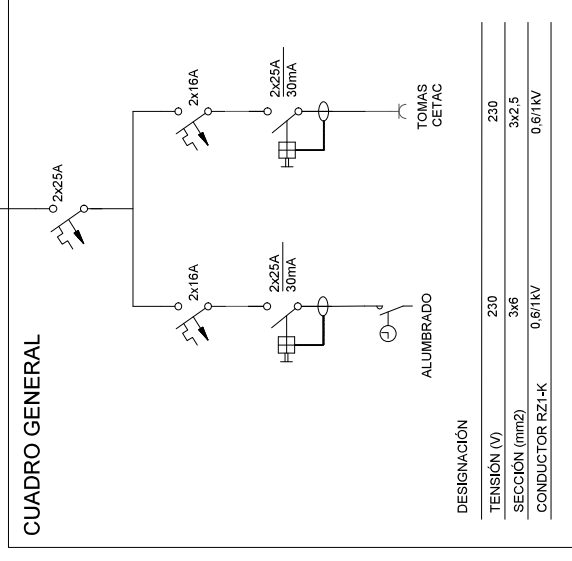 CUADRO GENERAL
2x25A
2x16A
2x16A
2x25A
30mA
2x25A
30mA
DESIGNACIÓN
ALUMBRADO
TOMAS
CETAC
TENSIÓN (V) 230 230
SECCIÓN (mm2) 3x6 3x2,5
CONDUCTOR RZ1-K 0,6/1kV 0,6/1kV